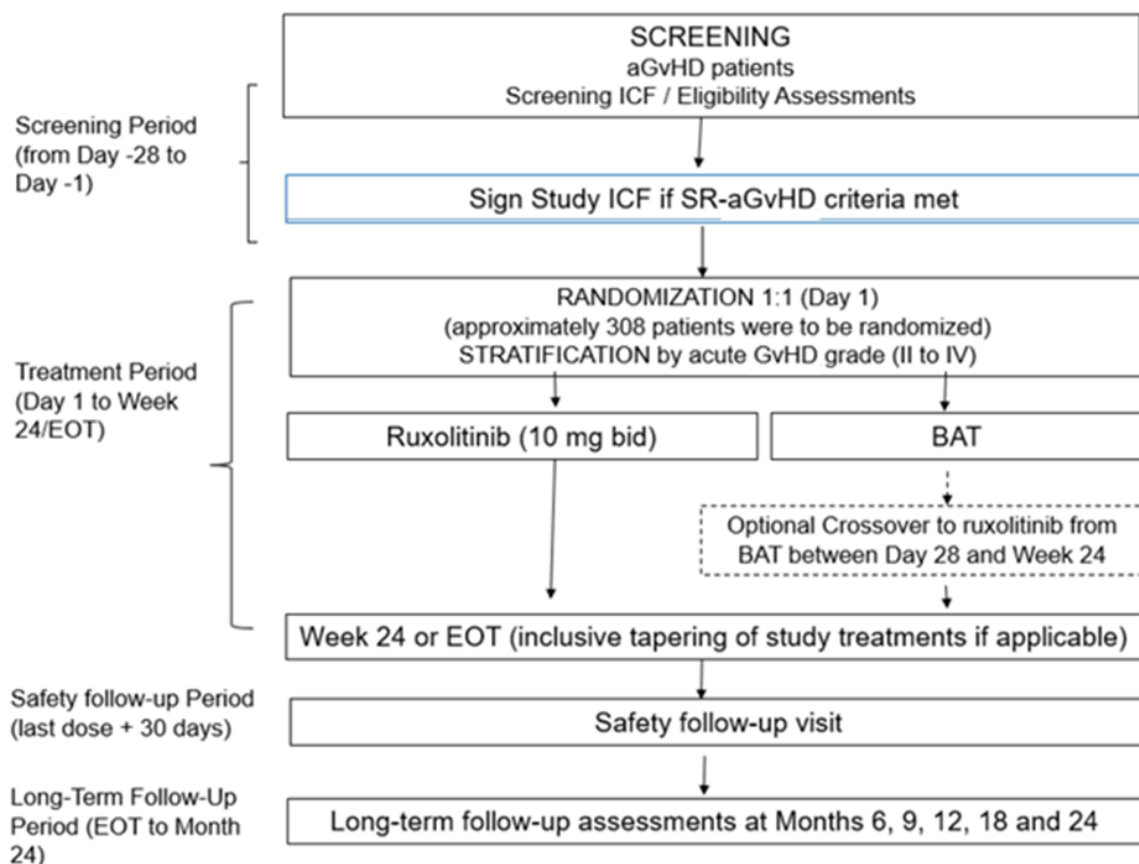 SCREENING
aGvHD patients
Screening ICF / Eligibility Assessments
Screening Period
(from Day -28 to
Day -1)
Sign Study ICF if SR-aGvHD criteria met
RANDOMIZATION 1:1 (Day 1)
(approximately 308 patients were to be randomized)
STRATIFICATION by acute GvHD grade (II to IV)
Treatment Period
(Day 1 to Week
24/EOT)
Ruxolitinib (10 mg bid)
BAT
Optional Crossover to ruxolitinib from
BAT between Day 28 and Week 24
Week 24 or EOT (inclusive tapering of study treatments if applicable)
Safety follow-up Period
(last dose + 30 days)
Safety follow-up visit
Long-Term Follow-Up
Period (EOT to Month
24)
Long-term follow-up assessments at Months 6, 9, 12, 18 and 24